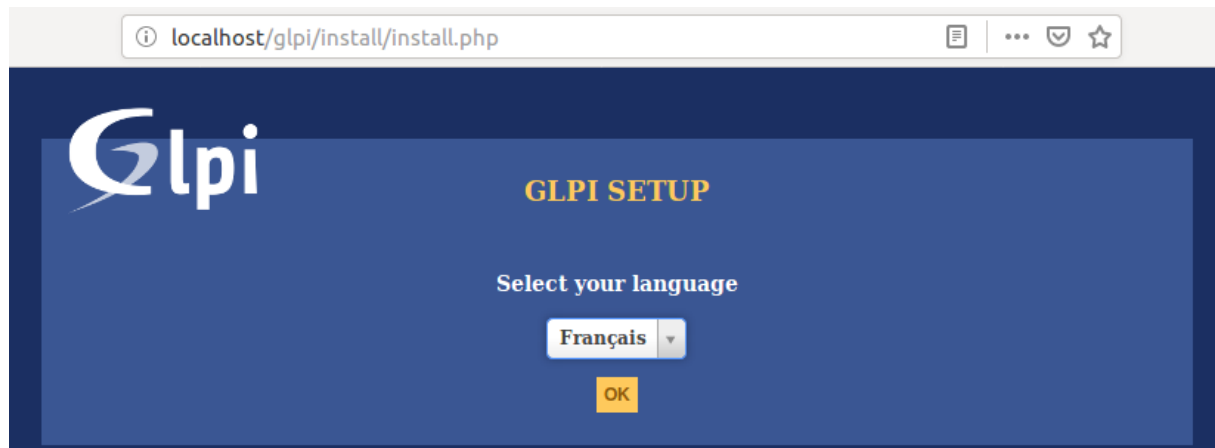 localhost/glpi/install/install.php
Glpi
GLPI SETUP
Select your language
Français
OK